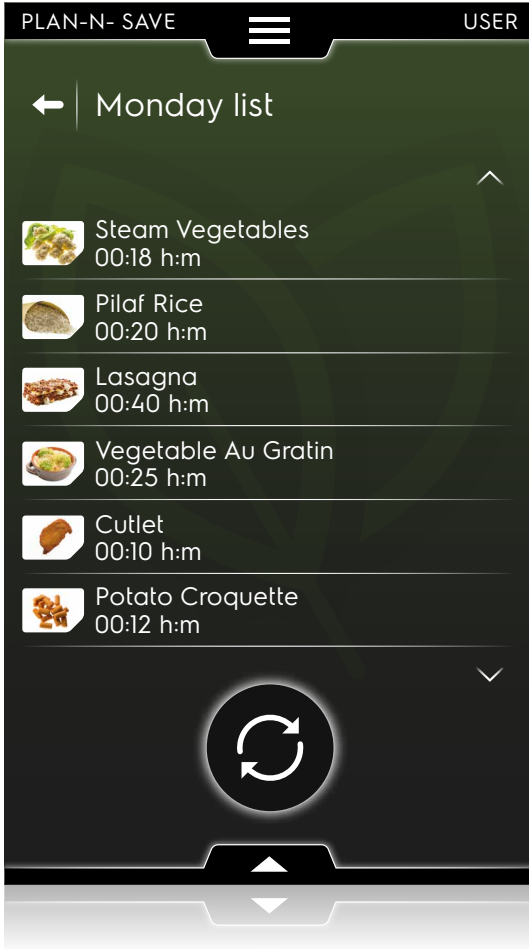 PLAN-N- SAVE
USER
Monday list
Steam Vegetables
00:18 h:m
Pilaf Rice
00:20 h:m
Lasagna
00:40 h:m
Vegetable Au Gratin
00:25 h:m
Cutlet
00:10 h:m
Potato Croquette
00:12 h:m